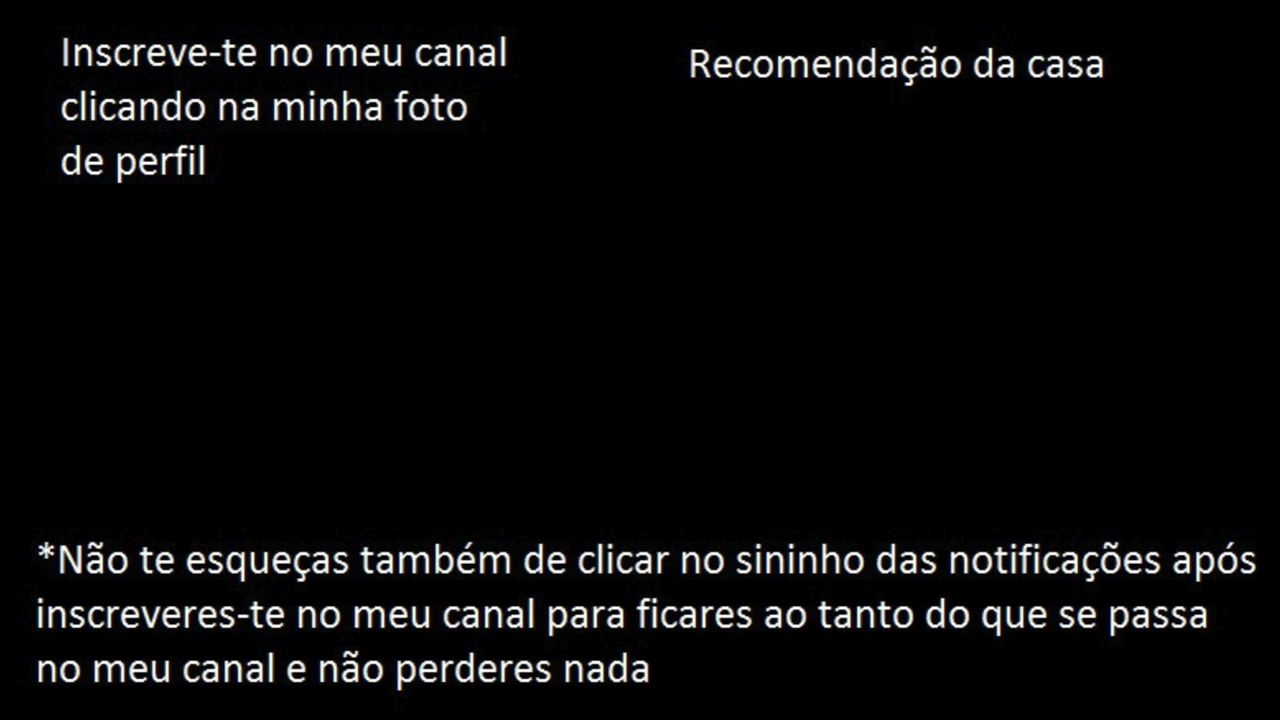 Inscreve-te no meu canal
clicando na minha foto
de perfil
Recomendação da casa
*Não te esqueças também de clicar no sininho das notificações após
inscreveres-te no meu canal para ficares ao tanto do que se passa
no meu canal e não perderes nada